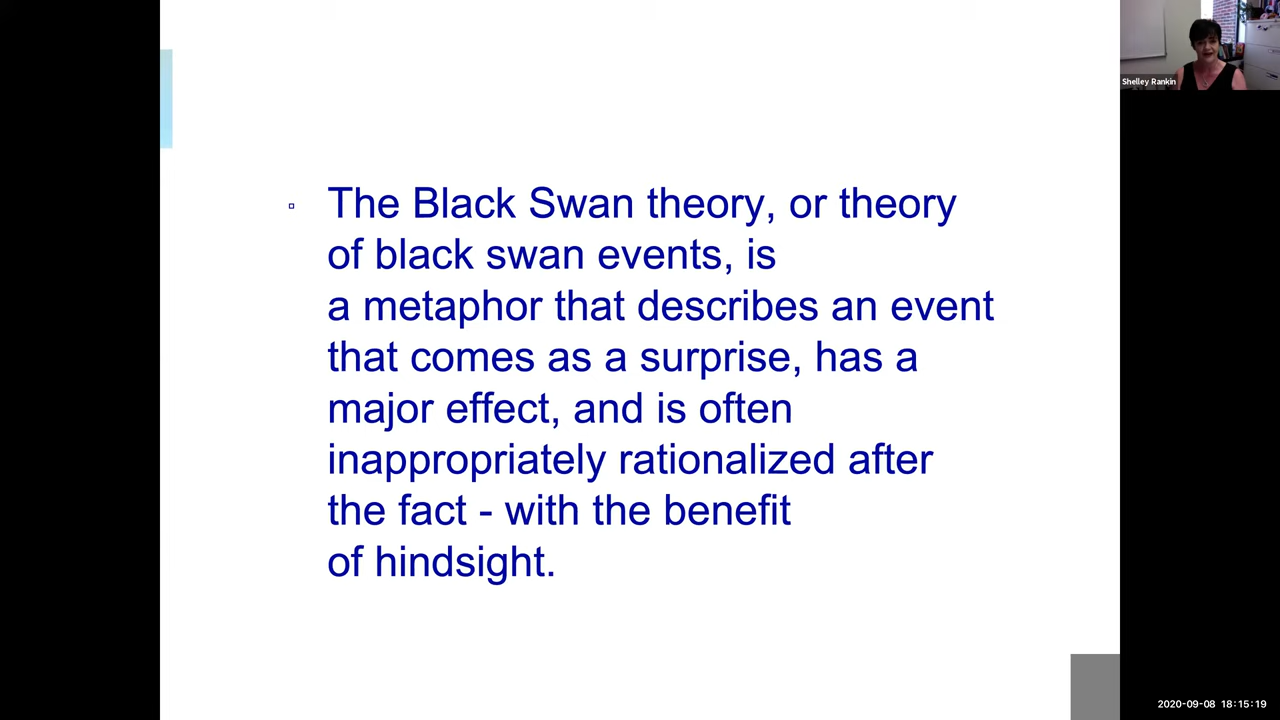 Shelley Rankin
The Black Swan theory, or theory
of black swan events, is
a metaphor that describes an event
that comes as a surprise, has a
major effect, and is often
inappropriately rationalized after
the fact - with the benefit
of hindsight.
2020-09-08 18:15:19